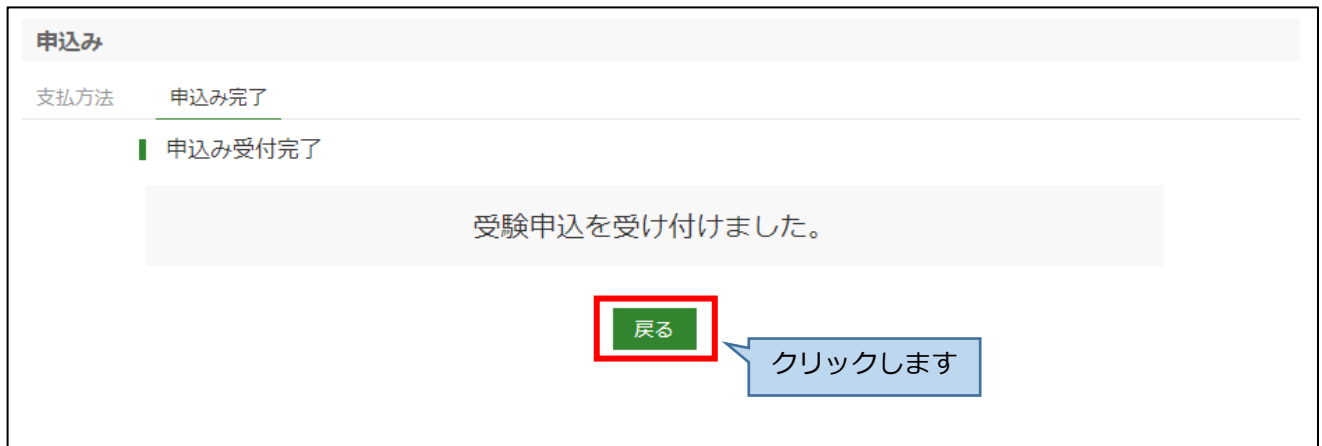 申込み
支払方法 申込み完了
申込み受付完了
受験申込を受け付けました。
戻る
クリックします